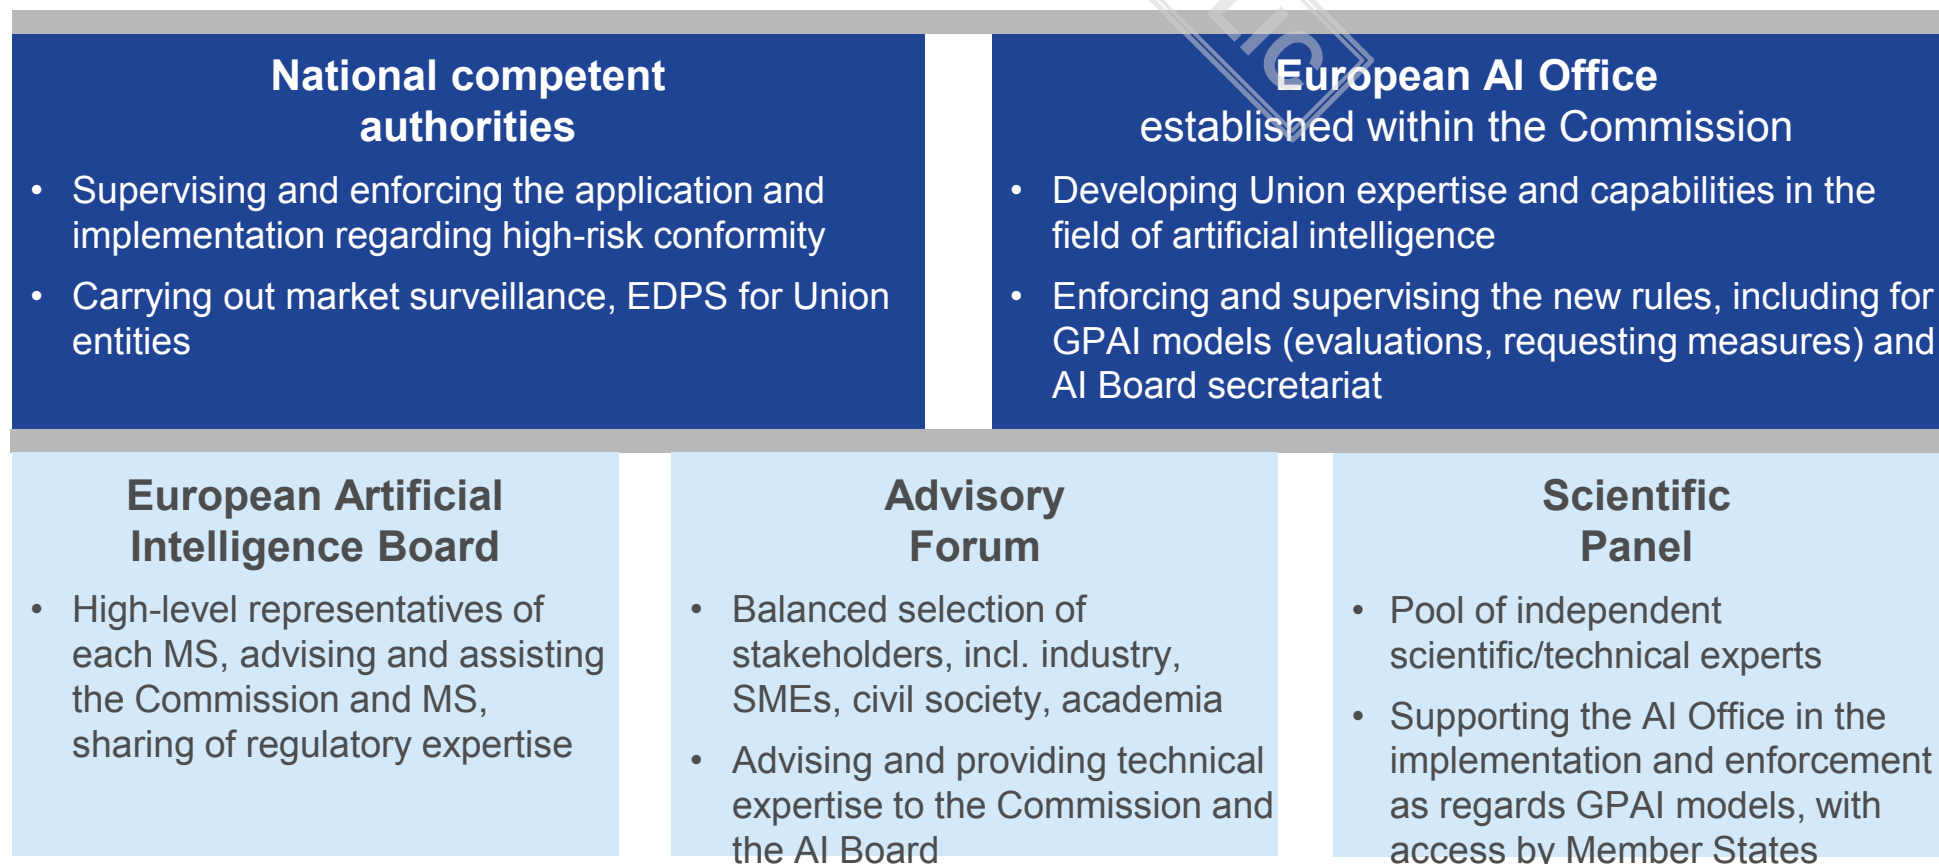 National competent
authorities
• Supervising and enforcing the application and
implementation regarding high-risk conformity
• Carrying out market surveillance, EDPS for Union
entities
European AI Office
established within the Commission
• Developing Union expertise and capabilities in the
field of artificial intelligence
• Enforcing and supervising the new rules, including for
GPAI models (evaluations, requesting measures) and
AI Board secretariat
European Artificial
Intelligence Board
• High-level representatives of
each MS, advising and assisting
the Commission and MS,
sharing of regulatory expertise
Advisory
Forum
• Balanced selection of
stakeholders, incl. industry,
SMEs, civil society, academia
• Advising and providing technical
expertise to the Commission and
the AI Board
Scientific
Panel
• Pool of independent
scientific/technical experts
• Supporting the AI Office in the
implementation and enforcement
as regards GPAI models, with
access by Member States
LIC